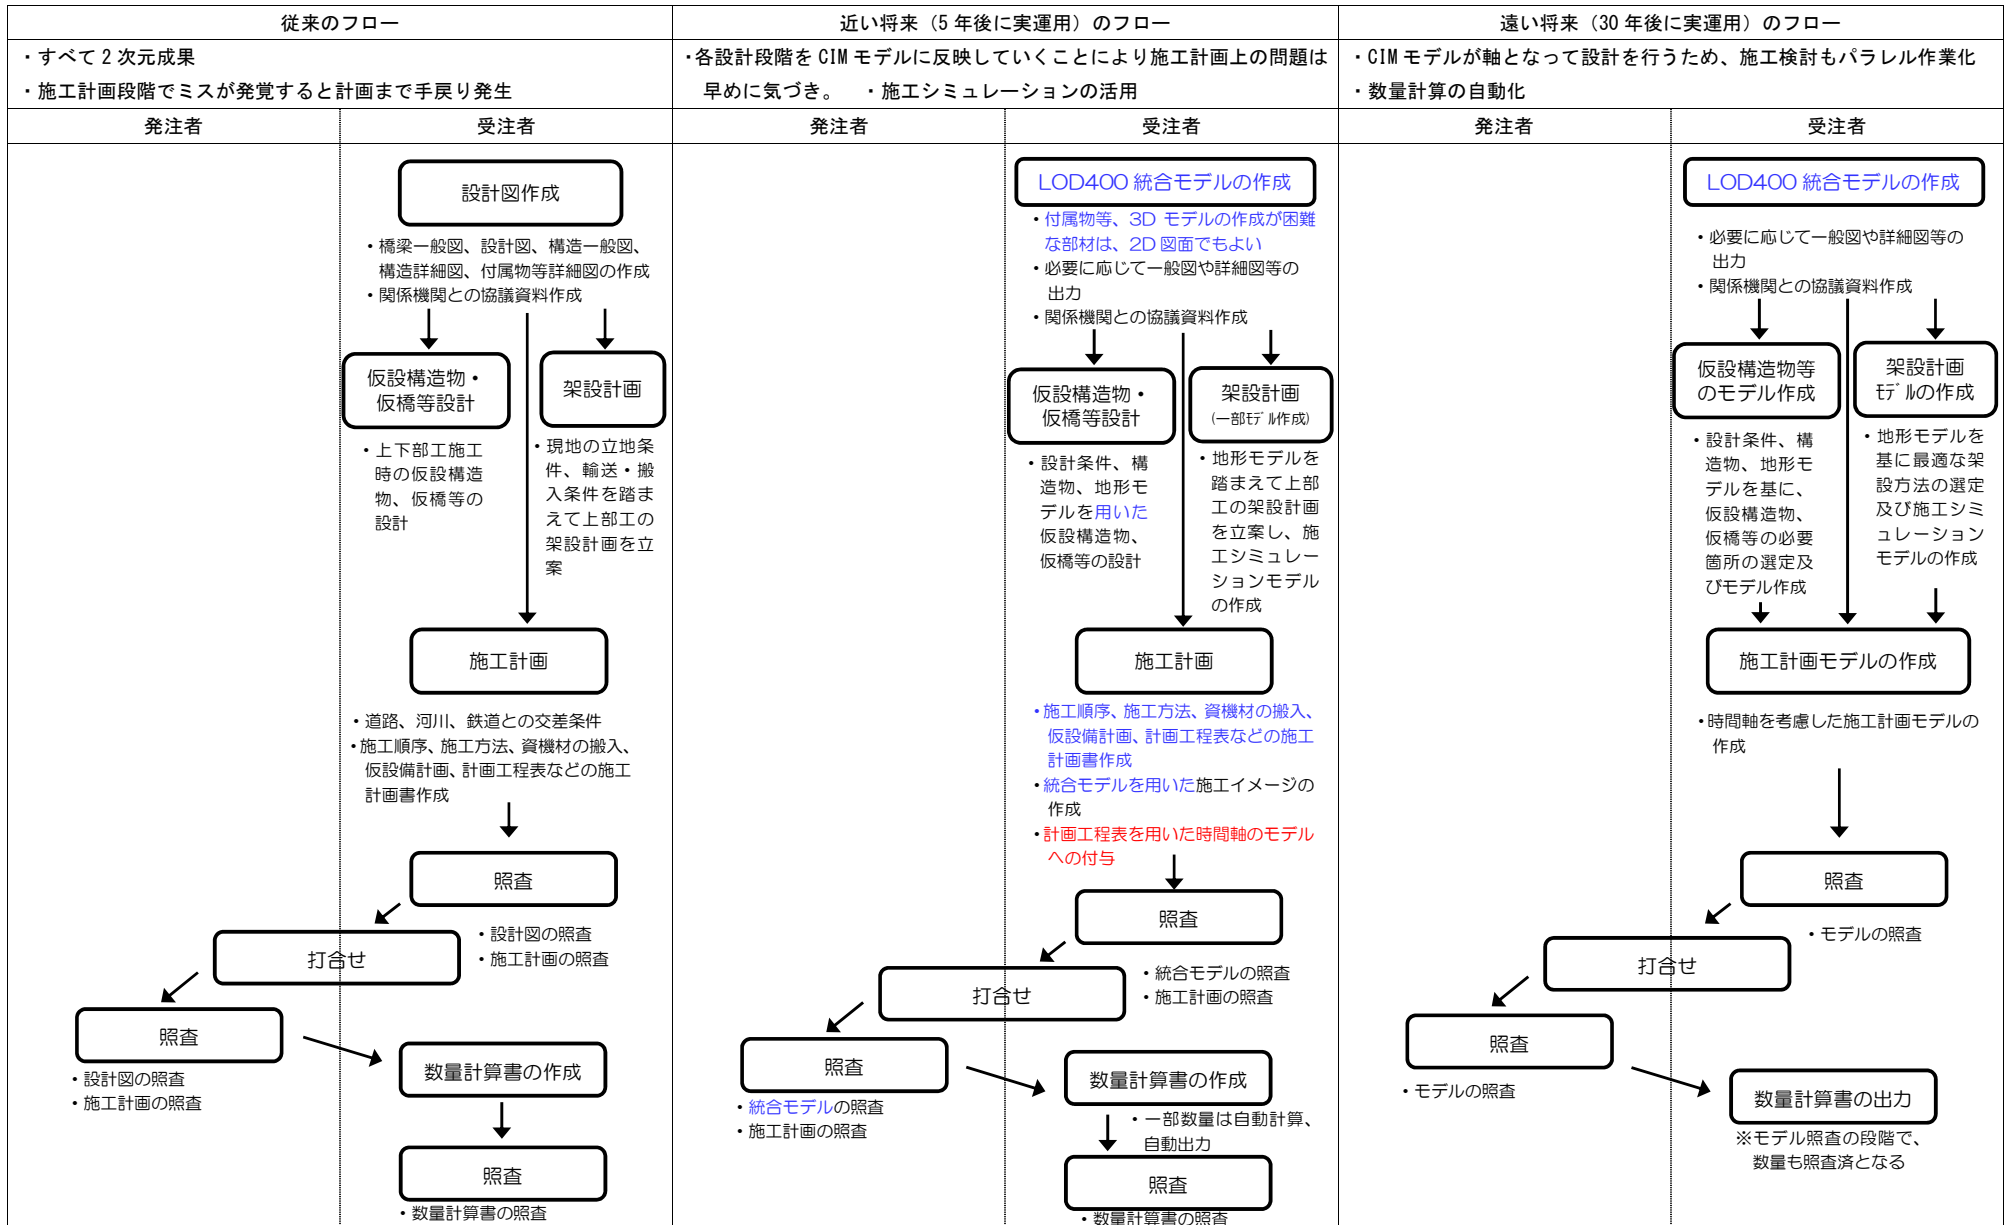 従来のフロー
・すべて2次元成果
・施工計画段階でミスが発覚すると計画まで手戻り発生
発注者
受注者
設計図作成
・橋梁一般図、設計図、構造一般図、
構造詳細図、付属物等詳細図の作成
・関係機関との協議資料作成
仮設構造物・
仮橋等設計
架設計画
・上下部工施工
時の仮設構造
物、仮橋等の
設計
・現地の立地条
件、輸送・搬
入条件を踏ま
えて上部工の
架設計画を立
案
施工計画
・道路、河川、鉄道との交差条件
・施工順序、施工方法、資機材の搬入、
仮設備計画、計画工程表などの施工
計画書作成
照査
・設計図の照査
・施工計画の照査
打合せ
照査
・設計図の照査
・施工計画の照査
数量計算書の作成
照査
・数量計算書の照査
近い将来（5年後に実運用）のフロー
・各設計段階をCIMモデルに反映していくことにより施工計画上の問題は
早めに気づき。 ・施工シミュレーションの活用
発注者
受注者
LOD400統合モデルの作成
・付属物等、3D モデルの作成が困難
な部材は、2D図面でもよい
・必要に応じて一般図や詳細図等の
出力
・関係機関との協議資料作成
仮設構造物・
仮橋等設計
架設計画
(一部ﾓﾃﾞﾙ作成)
・設計条件、構
造物、地形モ
デルを用いた
仮設構造物、
仮橋等の設計
・地形モデルを
踏まえて上部
工の架設計画
を立案し、施
工シミュレー
ションモデル
の作成
施工計画
・施工順序、施工方法、資機材の搬入、
仮設備計画、計画工程表などの施工
計画書作成
・統合モデルを用いた施工イメージの
作成
・計画工程表を用いた時間軸のモデル
への付与
照査
・統合モデルの照査
・施工計画の照査
打合せ
照査
・統合モデルの照査
・施工計画の照査
数量計算書の作成
・一部数量は自動計算、
自動出力
照査
・数量計算書の照査
遠い将来（30年後に実運用）のフロー
・CIMモデルが軸となって設計を行うため、施工検討もパラレル作業化
・数量計算の自動化
発注者
受注者
LOD400統合モデルの作成
・必要に応じて一般図や詳細図等の
出力
・関係機関との協議資料作成
仮設構造物等
のモデル作成
架設計画
ﾓﾃﾞﾙの作成
・設計条件、構
造物、地形モ
デルを基に、
仮設構造物、
仮橋等の必要
箇所の選定及
びモデル作成
・地形モデルを
基に最適な架
設方法の選定
及び施工シミ
ュレーション
モデルの作成
施工計画モデルの作成
・時間軸を考慮した施工計画モデルの
作成
照査
・モデルの照査
打合せ
照査
・モデルの照査
数量計算書の出力
※モデル照査の段階で、
数量も照査済となる